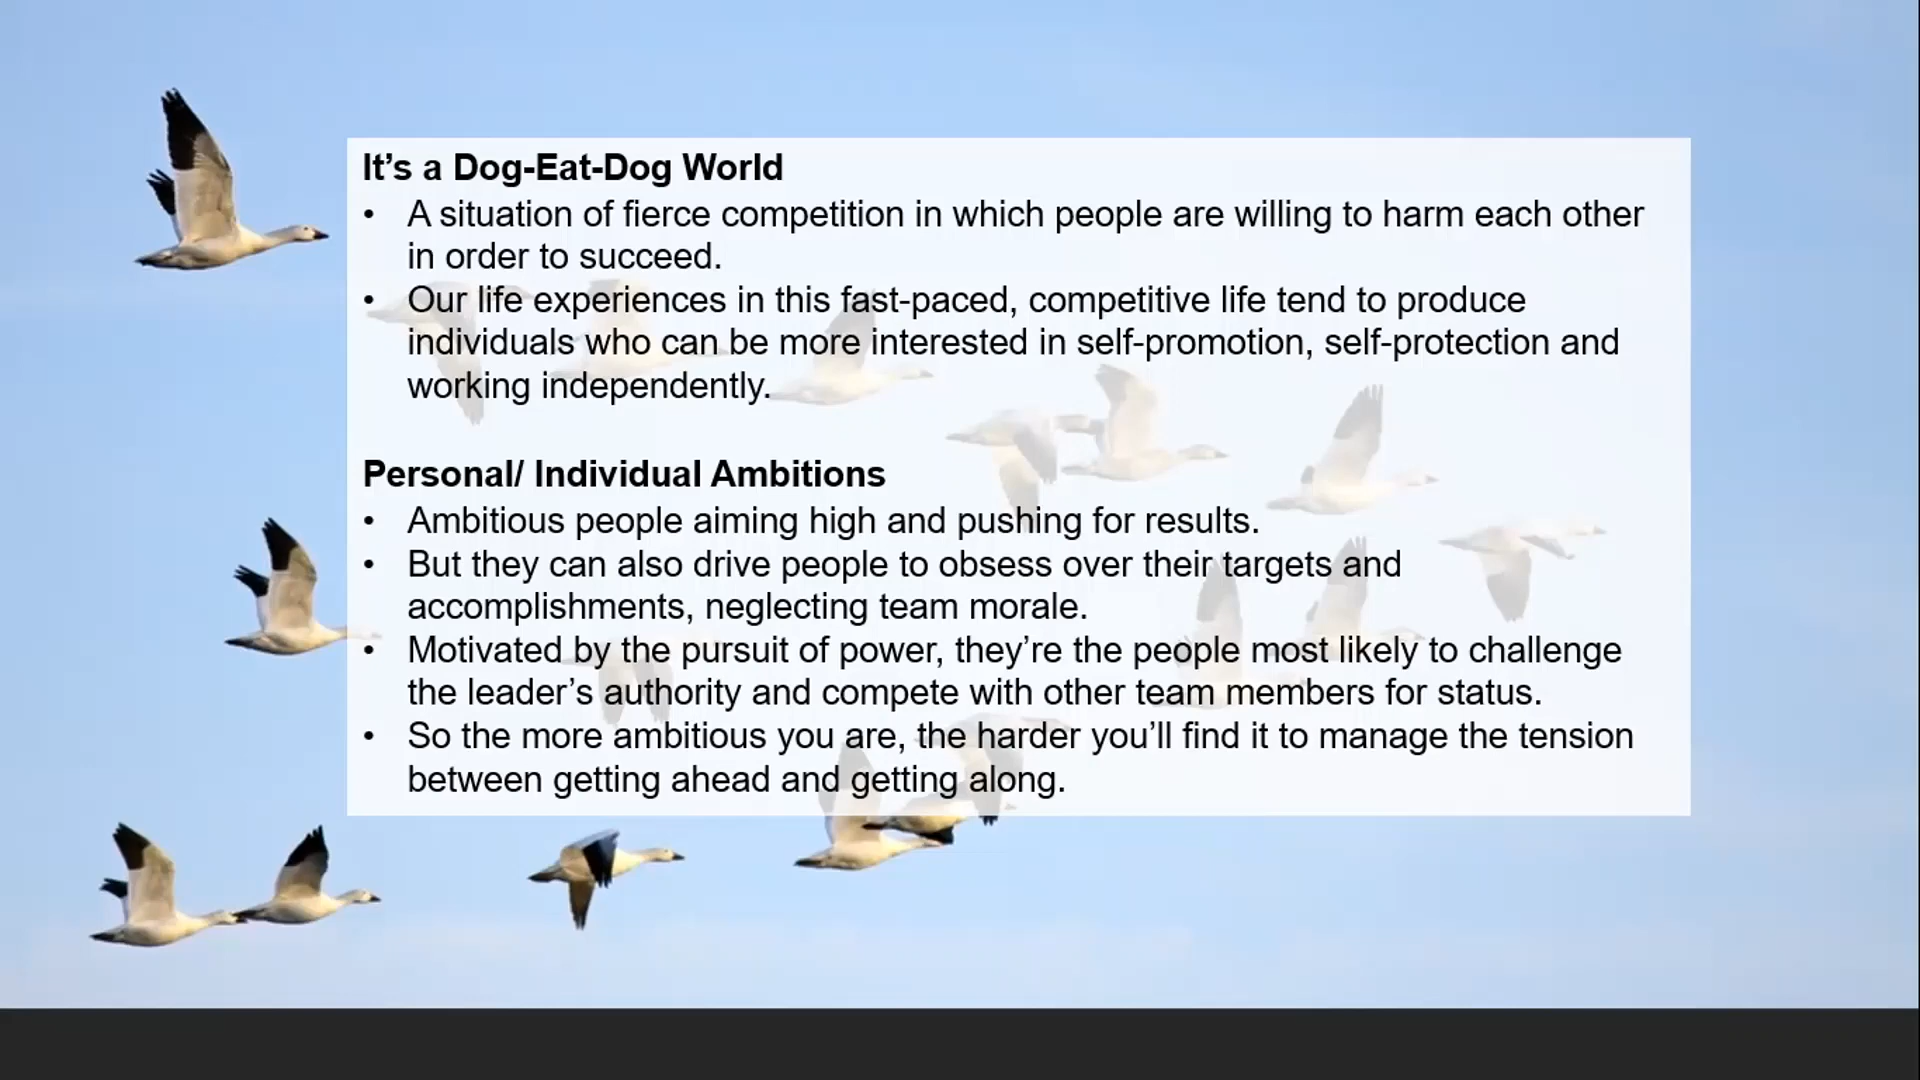 It’s a Dog-Eat-Dog World
• A situation of fierce competition in which people are willing to harm each other
in order to succeed.
• Our life experiences in this fast-paced, competitive life tend to produce
individuals who can be more interested in self-promotion, self-protection and
working independently.
Personal/ Individual Ambitions
• Ambitious people aiming high and pushing for results.
• But they can also drive people to obsess over their targets and
accomplishments, neglecting team morale.
• Motivated by the pursuit of power, they’re the people most likely to challenge
the leader’s authority and compete with other team members for status.
• So the more ambitious you are, the harder you’ll find it to manage the tension
between getting ahead and getting along.